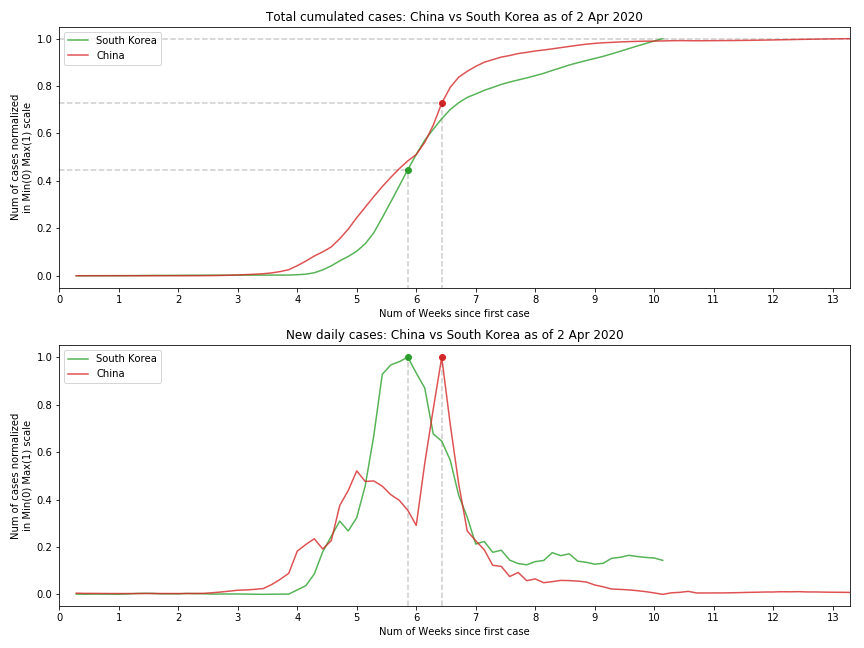 Total cumulated cases: China vs South Korea as of 2 Apr 2020
South Korea
China
Num of cases normalized
in Min(0) Max(1) scale
1.0
0.8
0.6
0.4
0.2
0.0
0 1 2 3 4 5 6 7 8 9 10 11 12 13
Num of Weeks since first case
New daily cases: China vs South Korea as of 2 Apr 2020
South Korea
China
Num of cases normalized
in Min(0) Max(1) scale
1.0
0.8
0.6
0.4
0.2
0.0
0 1 2 3 4 5 6 7 8 9 10 11 12 13
Num of Weeks since first case